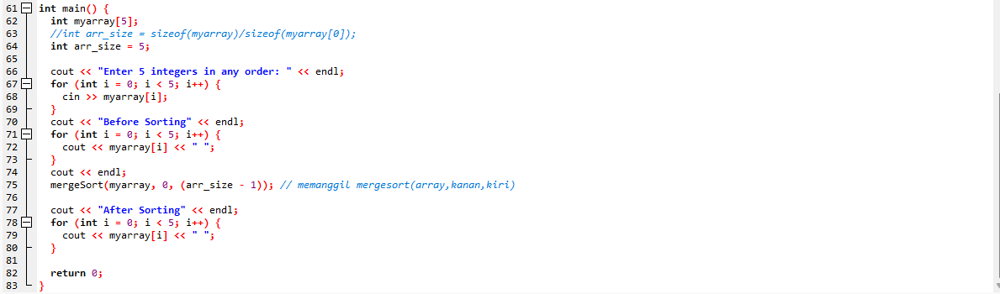 61 int main() {
62 int myarray[5];
63 //int arr_size = sizeof(myarray)/sizeof(myarray[0]);
64 int arr_size = 5;
65
66 cout << "Enter 5 integers in any order: " << endl;
67 for (int i = 0; i < 5; i++) {
68 cin >> myarray[i];
69 }
70 cout << "Before Sorting" << endl;
71 for (int i = 0; i < 5; i++) {
72 cout << myarray[i] << " ";
73 }
74 cout << endl;
75 mergeSort(myarray, 0, (arr_size - 1)); // memanggil mergesort(array,kanan,kiri)
76
77 cout << "After Sorting" << endl;
78 for (int i = 0; i < 5; i++) {
79 cout << myarray[i] << " ";
80 }
81
82 return 0;
83 }